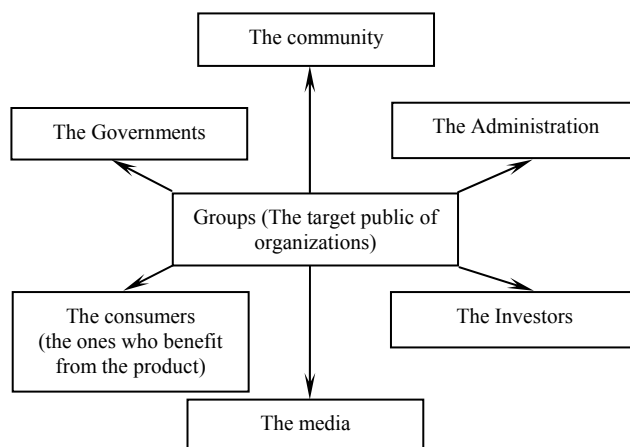 The community
The Governments
The Administration
Groups (The target public of
organizations)
The consumers
(the ones who benefit
from the product)
The Investors
The media